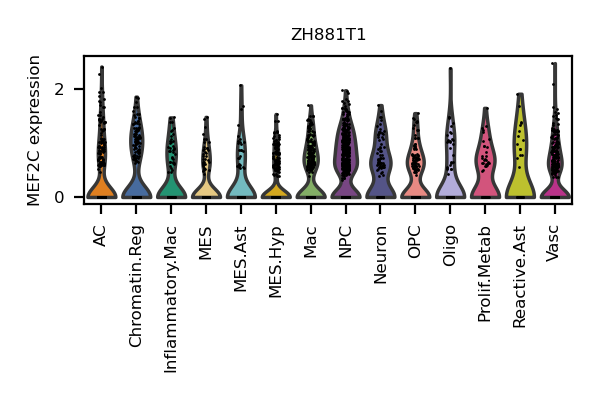 ZH881T1
MEF2C expression
2
0
AC
Chromatin.Reg
Inflammatory.Mac
MES
MES.Ast
MES.Hyp
Mac
NPC
Neuron
OPC
Oligo
Prolif.Metab
Reactive.Ast
Vasc